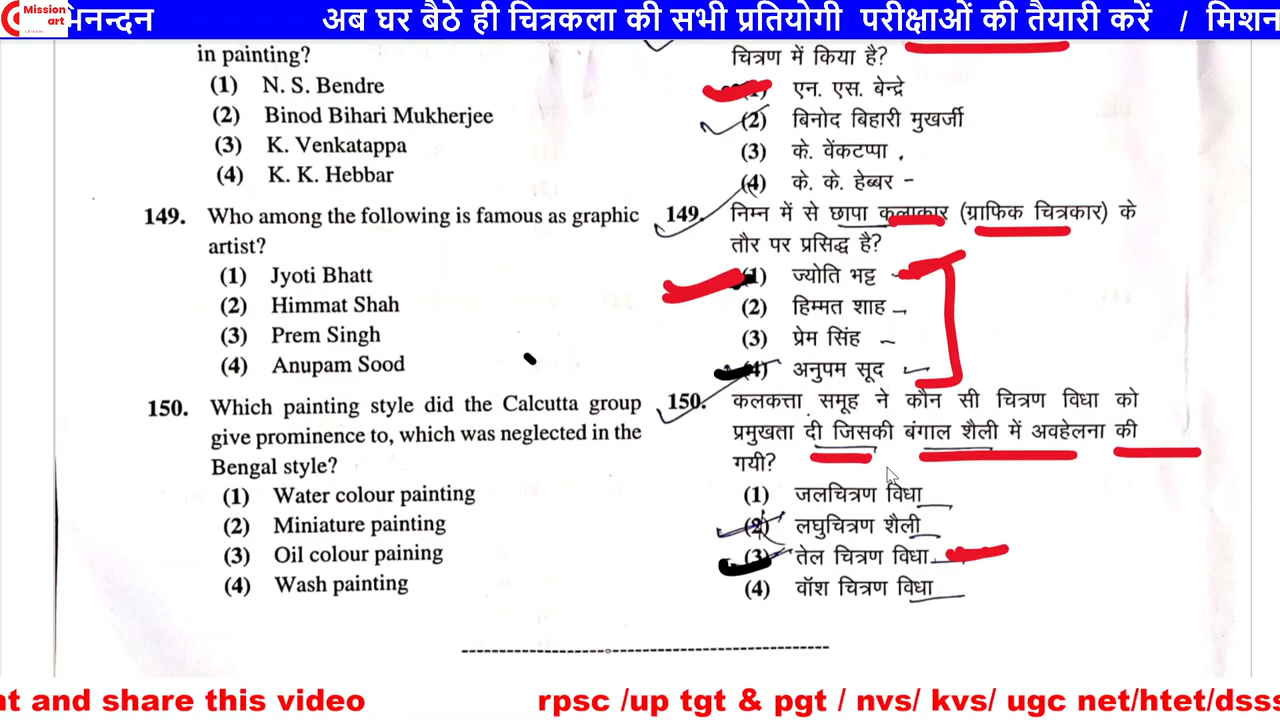 Mission
art
भिनन्दन
अब घर बैठे ही चित्रकला की सभी प्रतियोगी परीक्षाओं की तैयारी करें / मिशन
in painting?
(1) N. S. Bendre
(2) Binod Bihari Mukherjee
(3) K. Venkatappa
(4) K. K. Hebbar
149. Who among the following is famous as graphic
artist?
(1) Jyoti Bhatt
(2) Himmat Shah
(3) Prem Singh
(4) Anupam Sood
150. Which painting style did the Calcutta group
give prominence to, which was neglected in the
Bengal style?
(1) Water colour painting
(2) Miniature painting
(3) Oil colour paining
(4) Wash painting
चित्रण में किया है?
(1) एन. एस. बेन्द्रे
(2) बिनोद बिहारी मुखर्जी
(3) के. वेंकटप्पा
(4) के. के. हेब्बर
149. निम्न में से छापा कलाकार (ग्राफिक चित्रकार) के
तौर पर प्रसिद्ध है?
(1) ज्योति भट्ट
(2) हिम्मत शाह
(3) प्रेम सिंह
(4) अनुपम सूद
150. कलकत्ता समूह ने कौन सी चित्रण विधा को
प्रमुखता दी जिसकी बंगाल शैली में अवहेलना की
गयी?
(1) जलचित्रण विधा
(2) लघुचित्रण शैली
(3) तेल चित्रण विधा
(4) वॉश चित्रण विधा
nt and share this video
rpsc /up tgt & pgt / nvs/ kvs/ ugc net/htet/dsss